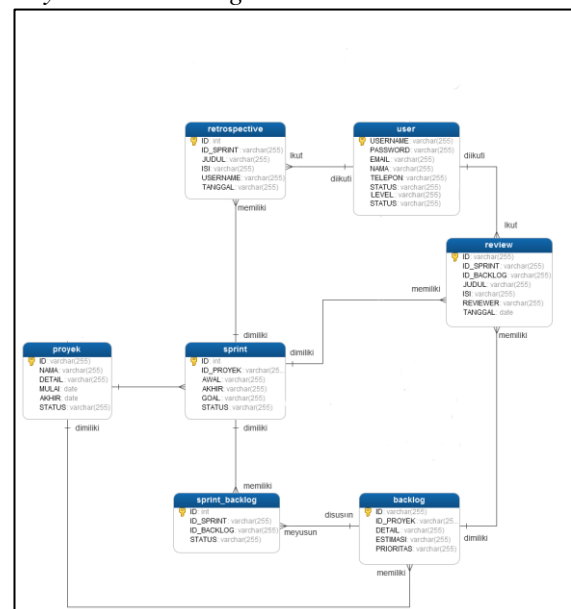 retrospective
ID: int
ID_SPRINT: varchar(255)
JUDUL: varchar(255)
ISI: varchar(255)
USERNAME: varchar(255)
TANGGAL: varchar(255)
user
USERNAME: varchar(255)
PASSWORD: varchar(255)
EMAIL: varchar(255)
NAMA: varchar(255)
TELEPON: varchar(255)
STATUS: varchar(255)
LEVEL: varchar(255)
STATUS: varchar(255)
Ikut
diikuti
diikuti
Ikut
memiliki
review
ID: varchar(255)
ID_SPRINT: varchar(255)
ID_BACKLOG: varchar(255)
JUDUL: varchar(255)
ISI: varchar(255)
REVIEWER: varchar(255)
TANGGAL: date
memiliki
memiliki
dimiliki
dimiliki
proyek
ID: varchar(255)
NAMA: varchar(255)
DETAIL: varchar(255)
MULAI: date
AKHIR: date
STATUS: varchar(255)
dimiliki
sprint
ID: int
ID_PROYEK: varchar(25...
AWAL: varchar(255)
AKHIR: varchar(255)
GOAL: varchar(255)
STATUS: varchar(255)
dimiliki
memiliki
sprint_backlog
ID: int
ID_SPRINT: varchar(255)
ID_BACKLOG: varchar(255)
STATUS: varchar(255)
meyusun
disusun
backlog
ID: varchar(255)
ID_PROYEK: varchar(25...
DETAIL: varchar(255)
ESTIMASI: varchar(255)
PRIORITAS: varchar(255)
dimiliki
memiliki